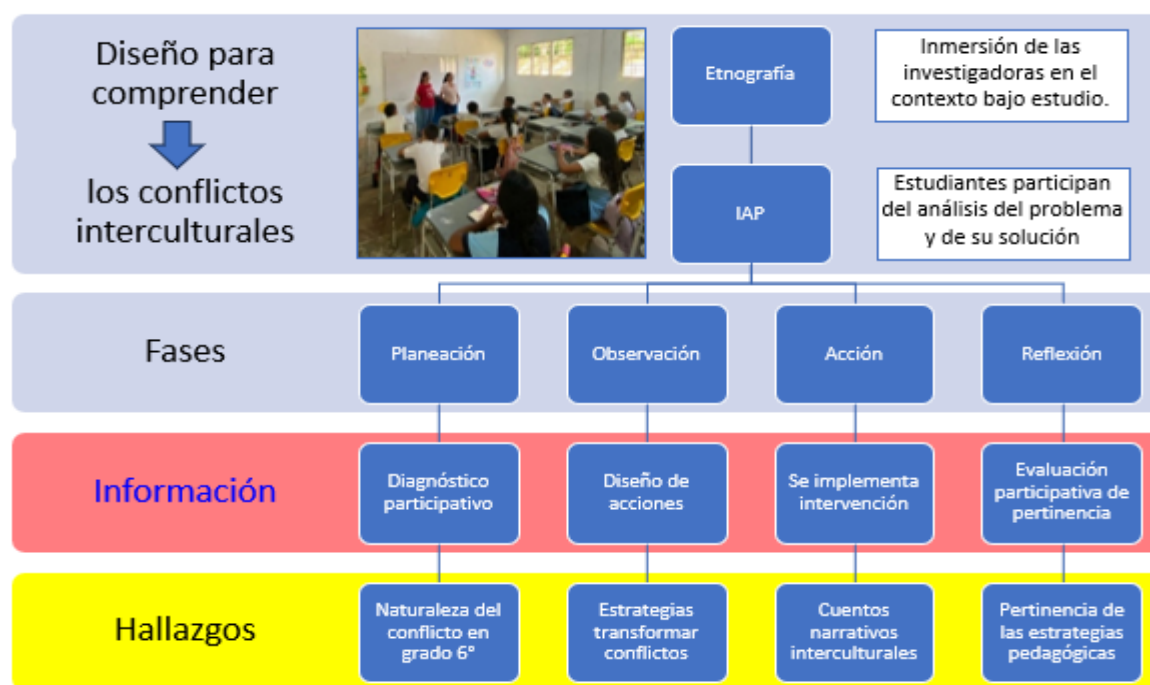 Diseño para
comprender
los conflictos
interculturales
Etnografía
Inmersión de las
investigadoras en el
contexto bajo estudio.
IAP
Estudiantes participan
del análisis del problema
y de su solución
Fases
Planeación
Observación
Acción
Reflexión
Información
Diagnóstico
participativo
Diseño de
acciones
Se implementa
intervención
Evaluación
participativa de
pertinencia
Hallazgos
Naturaleza del
conflicto en
grado 6°
Estrategias
transformar
conflictos
Cuentos
narrativos
interculturales
Pertinencia de
las estrategias
pedagógicas